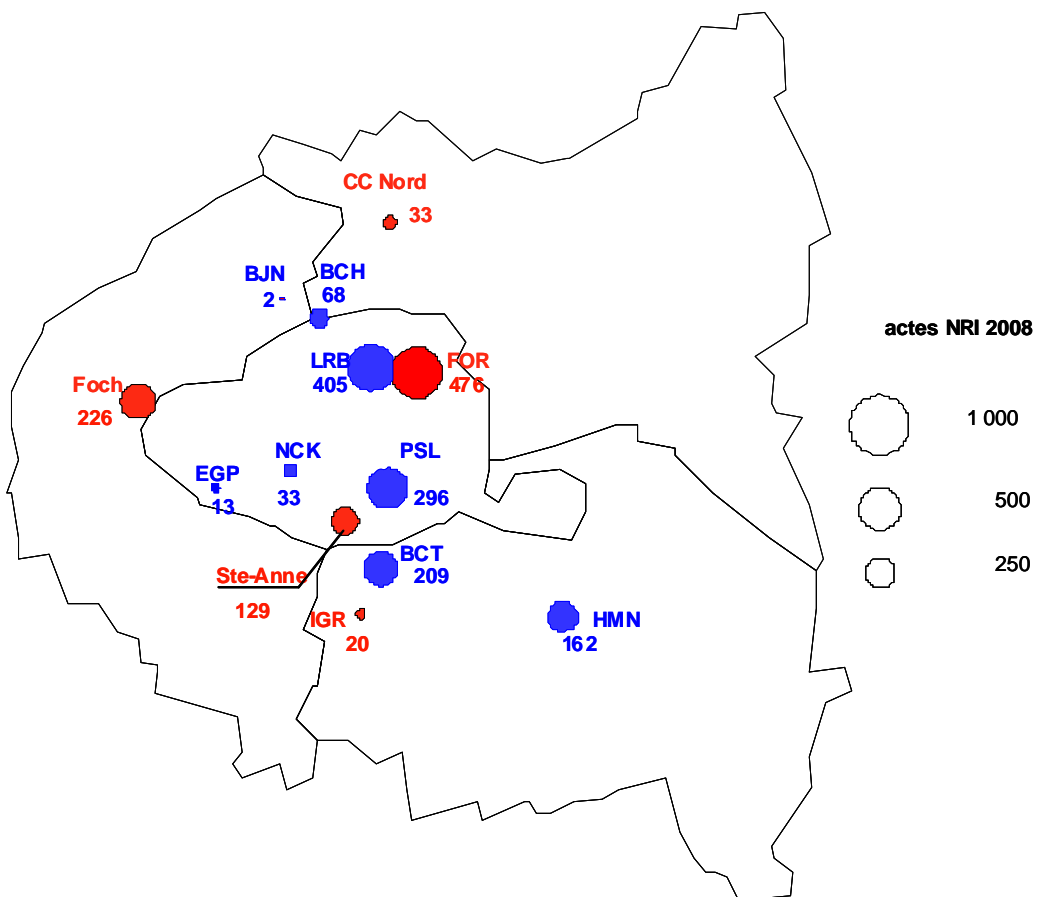 CC Nord
33
BJN
2
BCH
68
actes NRI 2008
LRB
405
FOR
476
Foch
226
1 000
NCK
33
PSL
296
EGP
13
500
BCT
209
250
Ste-Anne
129
IGR
20
HMN
162